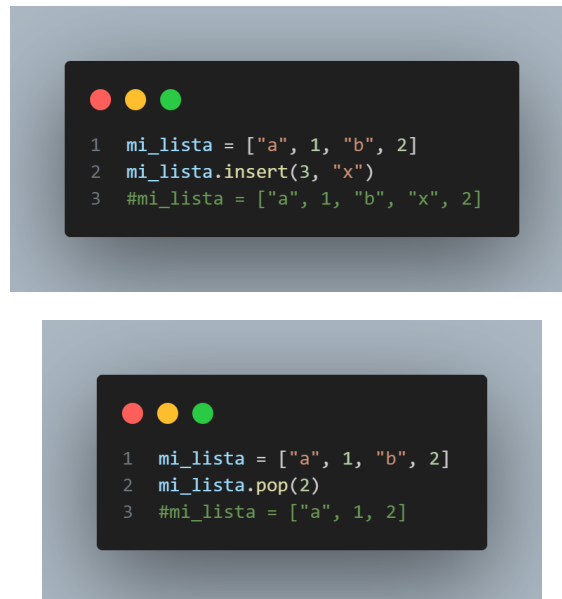 1 mi_lista = ["a", 1, "b", 2]
2 mi_lista.insert(3, "x")
3 #mi_lista = ["a", 1, "b", "x", 2]
1 mi_lista = ["a", 1, "b", 2]
2 mi_lista.pop(2)
3 #mi_lista = ["a", 1, 2]